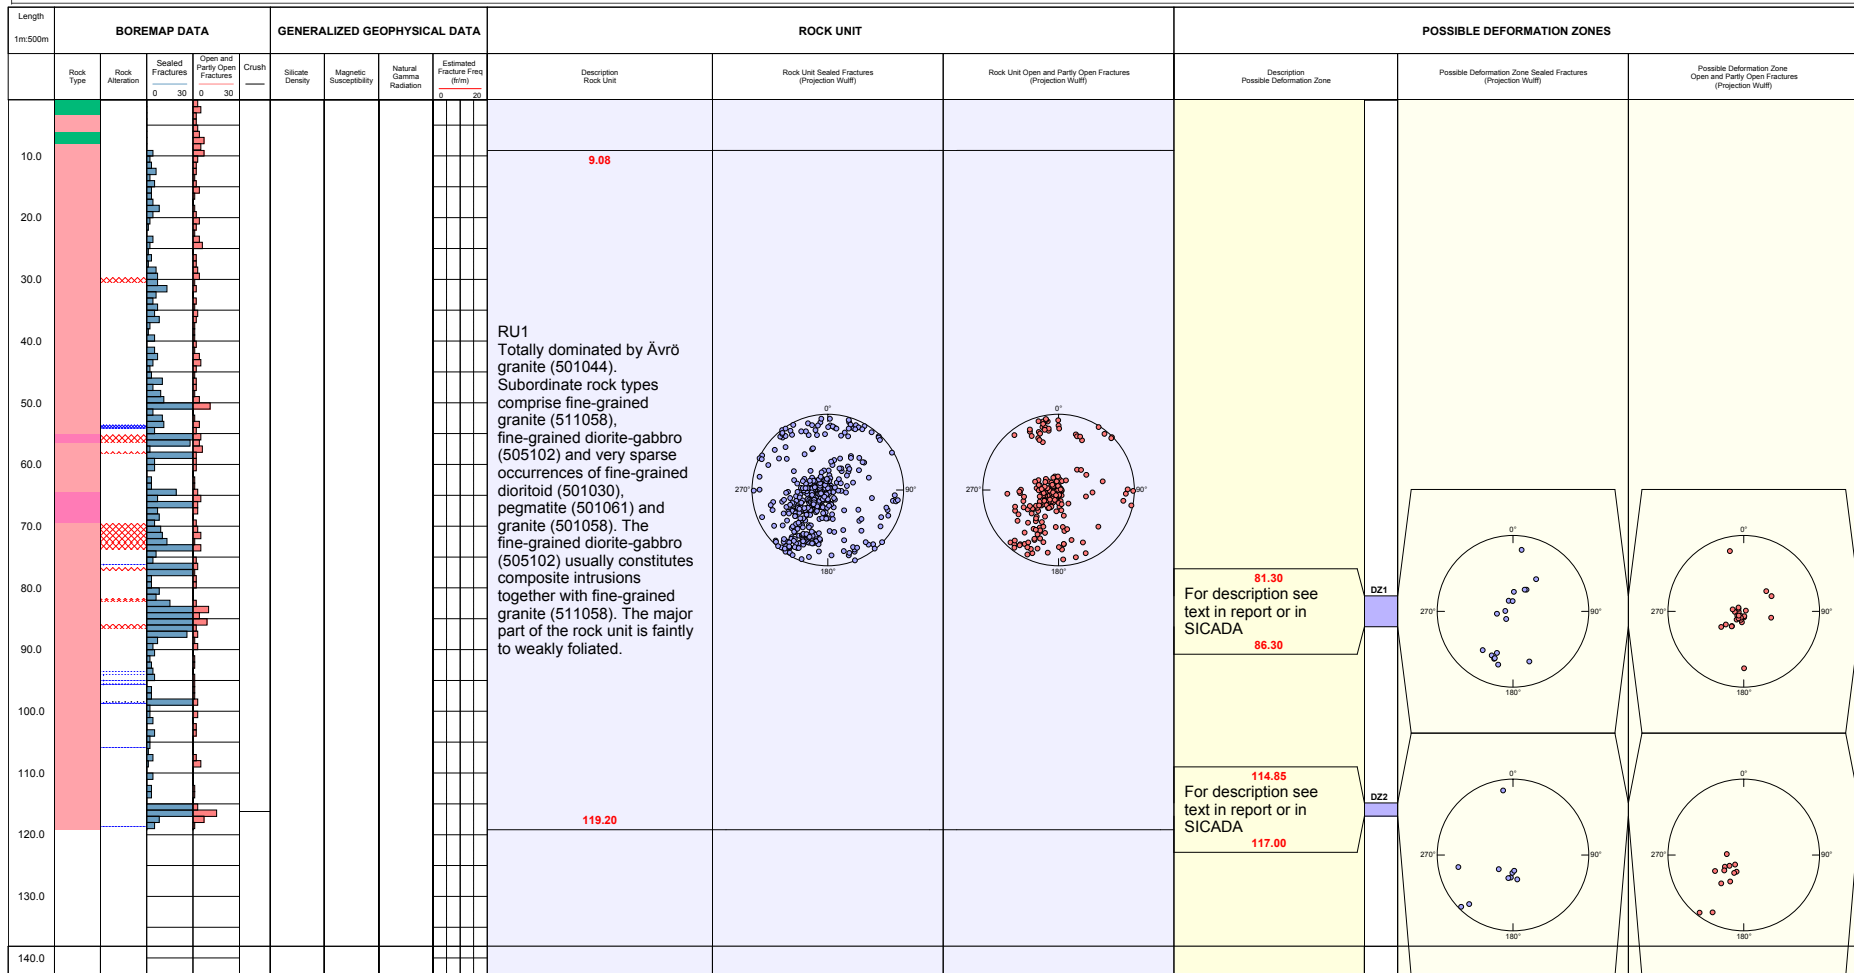 Length
1m:500m
BOREMAP DATA
GENERALIZED GEOPHYSICAL DATA
ROCK UNIT
POSSIBLE DEFORMATION ZONES
Rock
Type
Rock
Alteration
Sealed
Fractures
0 30
Open and
Partly Open
Fractures
0 30
Crush
Silicate
Density
Magnetic
Susceptibility
Natural
Gamma
Radiation
Estimated
Fracture Freq
(fr/m)
0 20
Description
Rock Unit
Rock Unit Sealed Fractures
(Projection Wulff)
Rock Unit Open and Partly Open Fractures
(Projection Wulff)
Description
Possible Deformation Zone
Possible Deformation Zone Sealed Fractures
(Projection Wulff)
Possible Deformation Zone
Open and Partly Open Fractures
(Projection Wulff)
10.0
20.0
30.0
40.0
50.0
60.0
70.0
80.0
90.0
100.0
110.0
120.0
130.0
140.0
9.08
RU1
Totally dominated by Ävrö
granite (501044).
Subordinate rock types
comprise fine-grained
granite (511058),
fine-grained diorite-gabbro
(505102) and very sparse
occurrences of fine-grained
dioritoid (501030),
pegmatite (501061) and
granite (501058). The
fine-grained diorite-gabbro
(505102) usually constitutes
composite intrusions
together with fine-grained
granite (511058). The major
part of the rock unit is faintly
to weakly foliated.
119.20
0°
270°
90°
180°
0°
270°
90°
180°
81.30
For description see
text in report or in
SICADA
86.30
DZ1
0°
270°
90°
180°
0°
270°
90°
180°
114.85
For description see
text in report or in
SICADA
117.00
DZ2
0°
270°
90°
180°
0°
270°
90°
180°